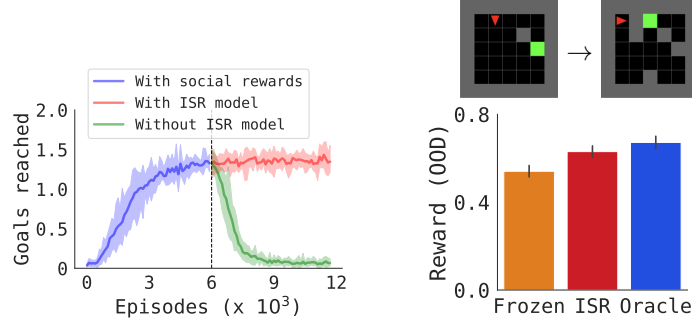 With social rewards
With ISR model
Without ISR model
Goals reached
2.0
1.5
1.0
0.5
0
0 3 6 9 12
Episodes (x 10³)
→
Reward (OOD)
0.8
0.4
0.0
Frozen ISR Oracle